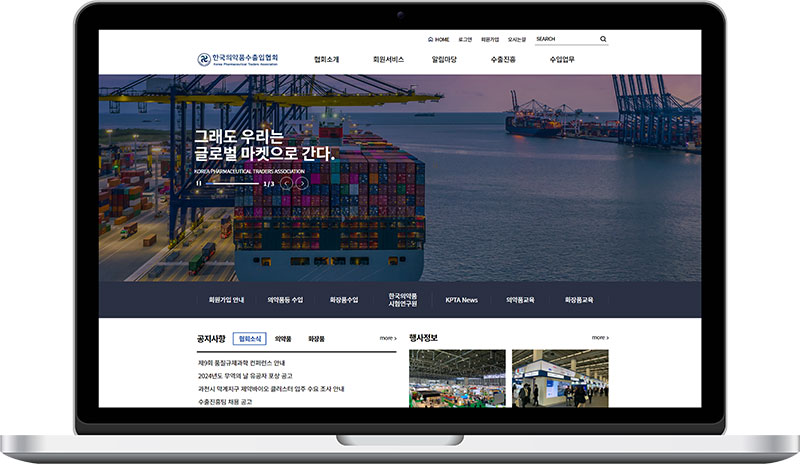 HOME 로그인 회원가입 오시는길 SEARCH
한국의약품수출입협회
Korea Pharmaceutical Traders Association
협회소개 회원서비스 알림마당 수출진흥 수입업무
그래도 우리는
글로벌 마켓으로 간다.
KOREA PHARMACEUTICAL TRADERS ASSOCIATION
1/3
회원가입 안내 의약품등 수입 화장품수입 한국의약품 시험연구원 KPTA News 의약품교육 화장품교육
공지사항 협회소식 의약품 화장품 more >
제9회 품질규제과학 컨퍼런스 안내
2024년도 무역의 날 유공자 포상 공고
과천시 막계지구 제약바이오 클러스터 입주 수요 조사 안내
수출진흥팀 채용 공고
행사정보 more >